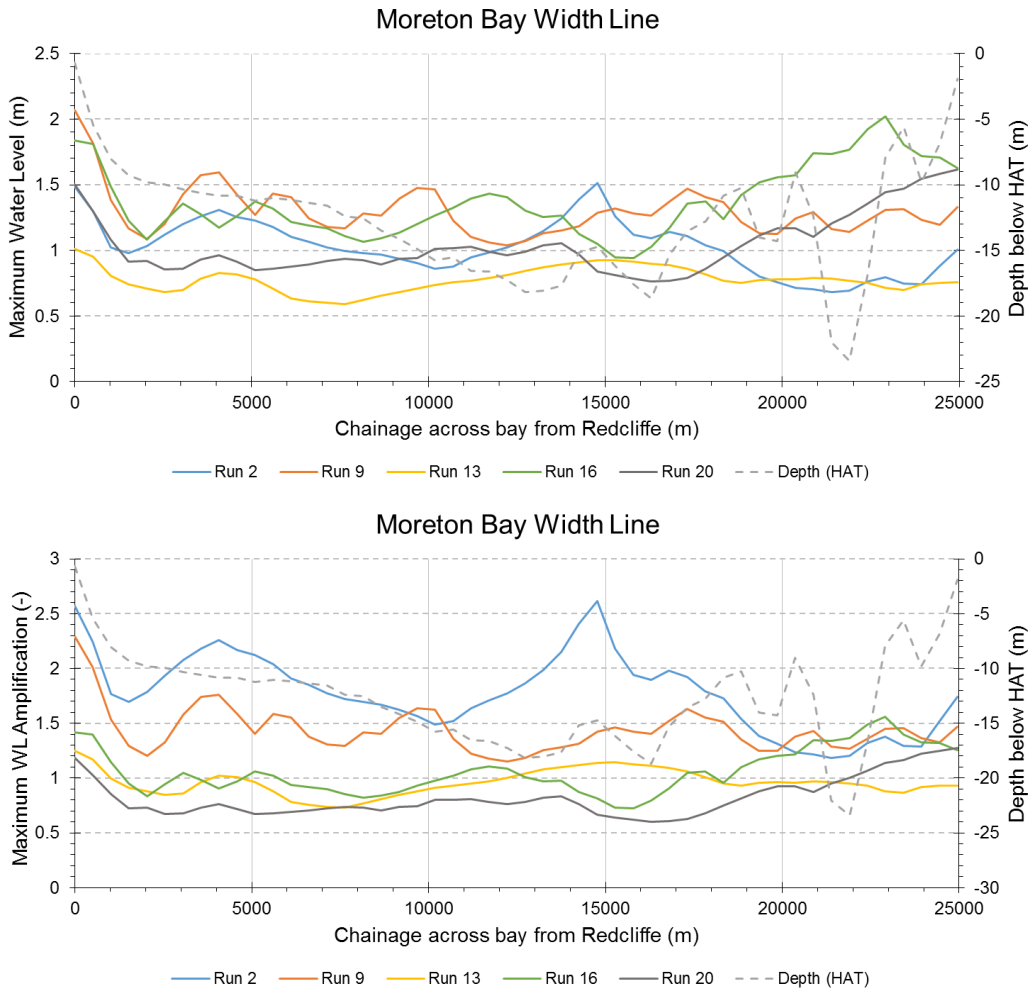 Moreton Bay Width Line
2.5
2
1.5
1
0.5
0
Maximum Water Level (m)
0
-5
-10
-15
-20
-25
Depth below HAT (m)
0 5000 10000 15000 20000 25000
Chainage across bay from Redcliffe (m)
Run 2 Run 9 Run 13 Run 16 Run 20 Depth (HAT)
Moreton Bay Width Line
3
2.5
2
1.5
1
0.5
0
Maximum WL Amplification (-)
0
-5
-10
-15
-20
-25
-30
Depth below HAT (m)
0 5000 10000 15000 20000 25000
Chainage across bay from Redcliffe (m)
Run 2 Run 9 Run 13 Run 16 Run 20 Depth (HAT)